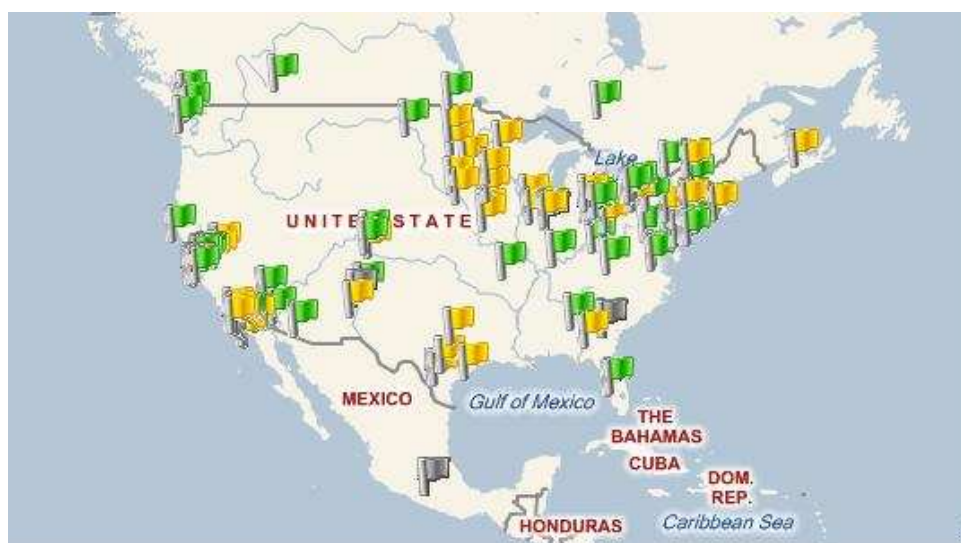 Lake
UNITE STATE
MEXICO
Gulf of Mexico
THE
BAHAMAS
CUBA
DOM.
REP.
HONDURAS
Caribbean Sea